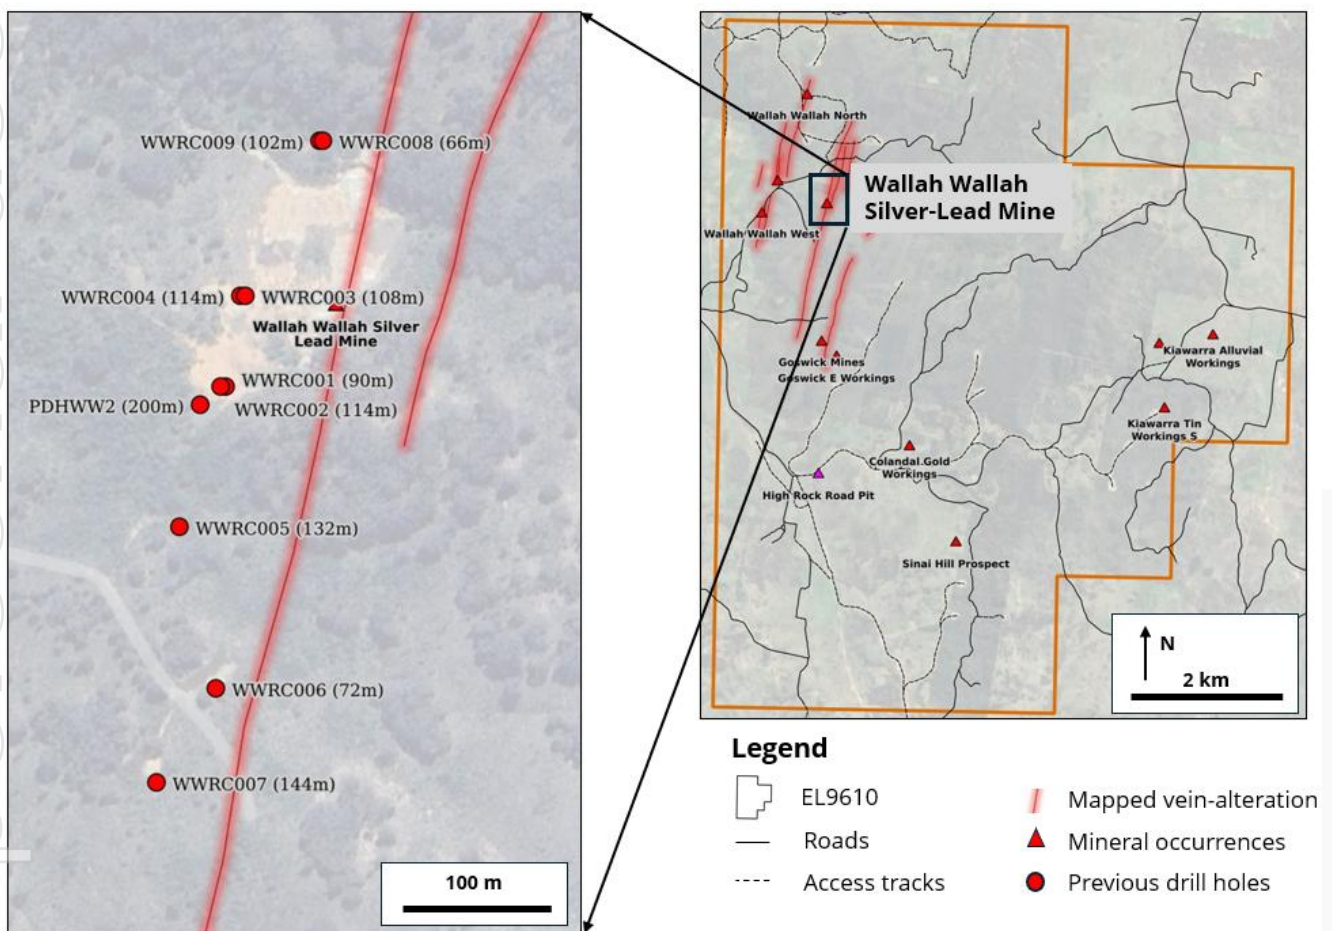 WWRC009 (102m)
WWRC008 (66m)
WWRC004 (114m)
WWRC003 (108m)
Wallah Wallah Silver
Lead Mine
WWRC001 (90m)
PDHWW2 (200m)
WWRC002 (114m)
WWRC005 (132m)
WWRC006 (72m)
WWRC007 (144m)
100 m
Wallah Wallah North
Wallah Wallah
Silver-Lead Mine
Wallah Wallah West
Goswick Mines
Goswick E Workings
Kiawarra Alluvial
Workings
Kiawarra Tin
Workings S
Colandal Gold
Workings
High Rock Road Pit
Sinai Hill Prospect
N
2 km
Legend
EL9610
Roads
Access tracks
Mapped vein-alteration
Mineral occurrences
Previous drill holes